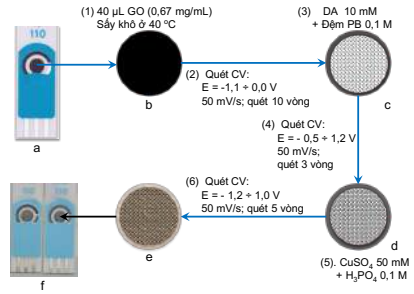 (1) 40 µL GO (0,67 mg/mL)
Sấy khô ở 40 ºC
(3) DA 10 mM
+ Đệm PB 0,1 M
110
(2) Quét CV:
E = -1,1 ÷ 0,0 V
50 mV/s; quét 10 vòng
a
b
c
(4) Quét CV:
E = - 0,5 ÷ 1,2 V
50 mV/s;
quét 3 vòng
(6) Quét CV:
E = - 1,2 ÷ 1,0 V
50 mV/s; quét 5 vòng
d
e
f
(5). CuSO₄ 50 mM
+ H₃PO₄ 0,1 M